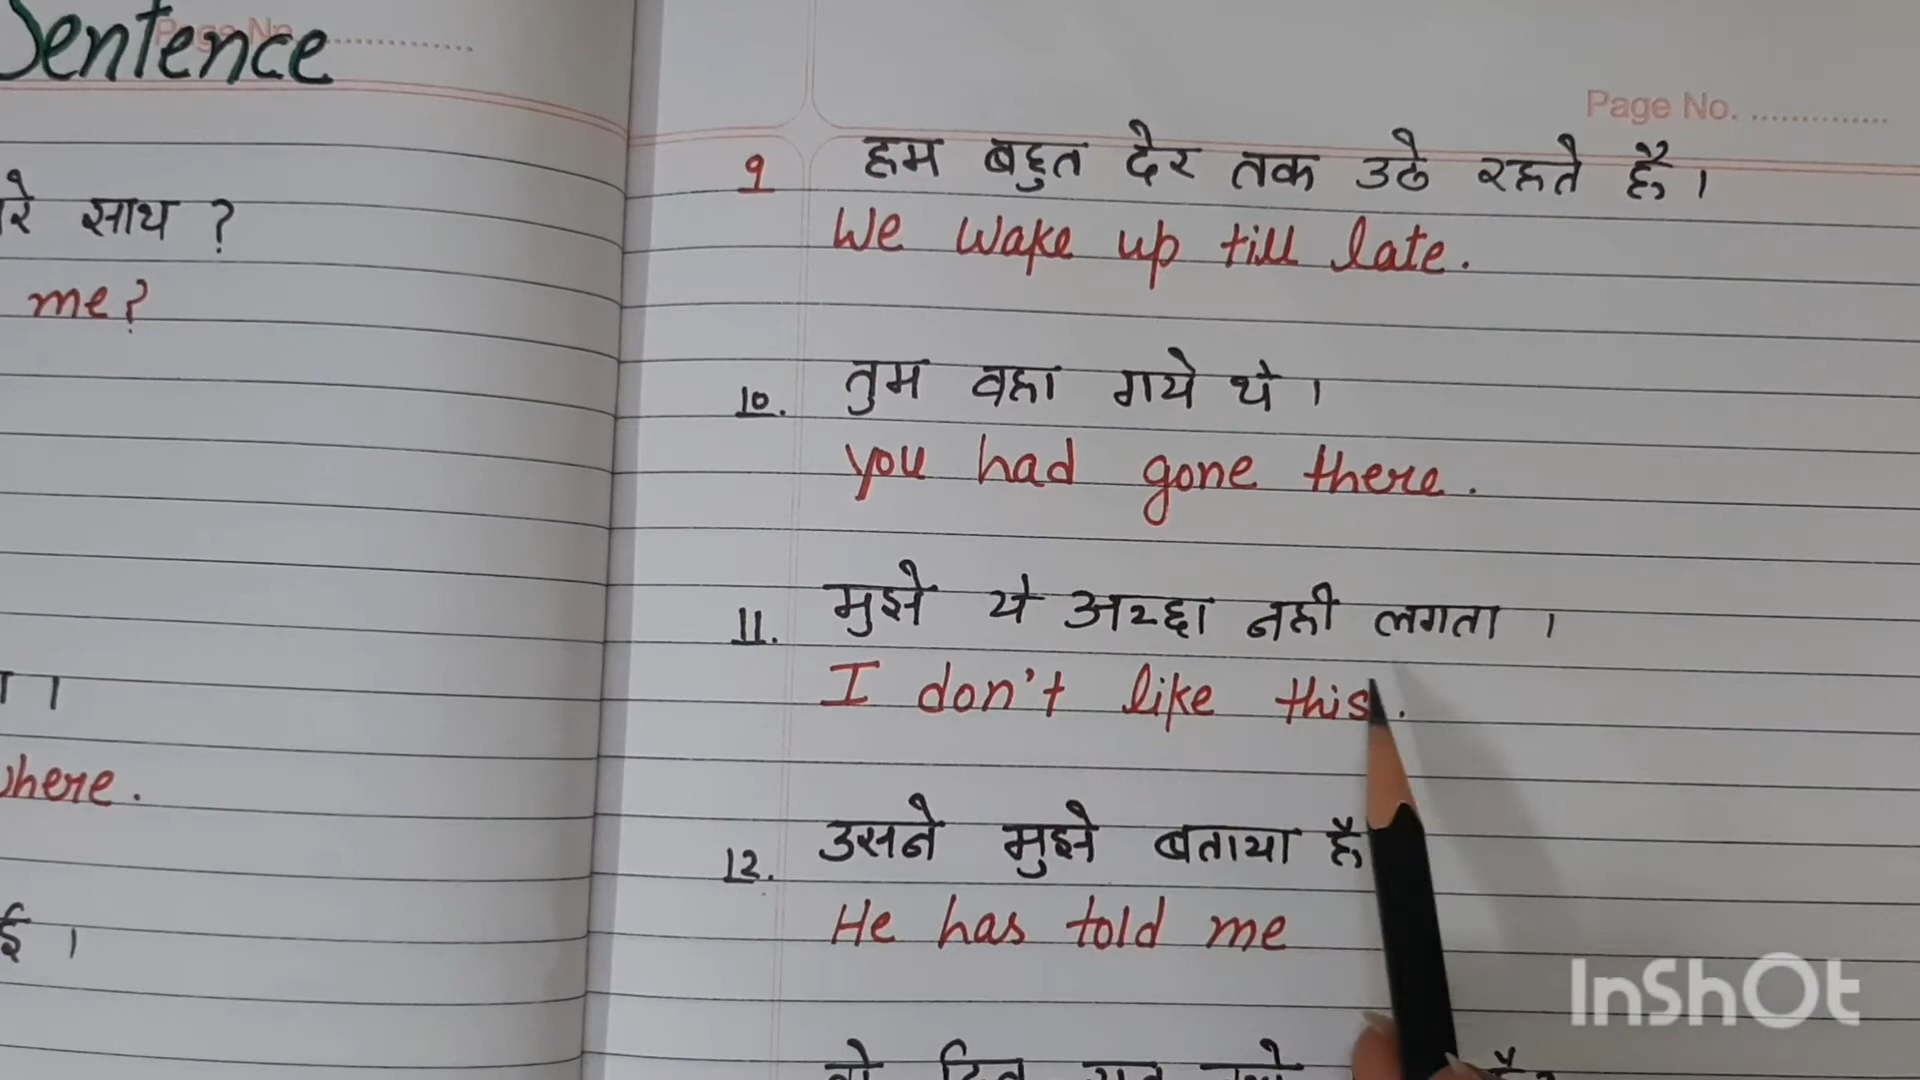 Sentence
Page No.
रे साथ ?
me?
।
here.
ई ।
Page No.
9 हम बहुत देर तक उठे रहते है ।
We wake up till late.
10. तुम वहा गये थे ।
you had gone there.
11. मुझे ये अच्छा नही लगता ।
I don't like this.
12. उसने मुझे बताया है
He has told me
InShOt